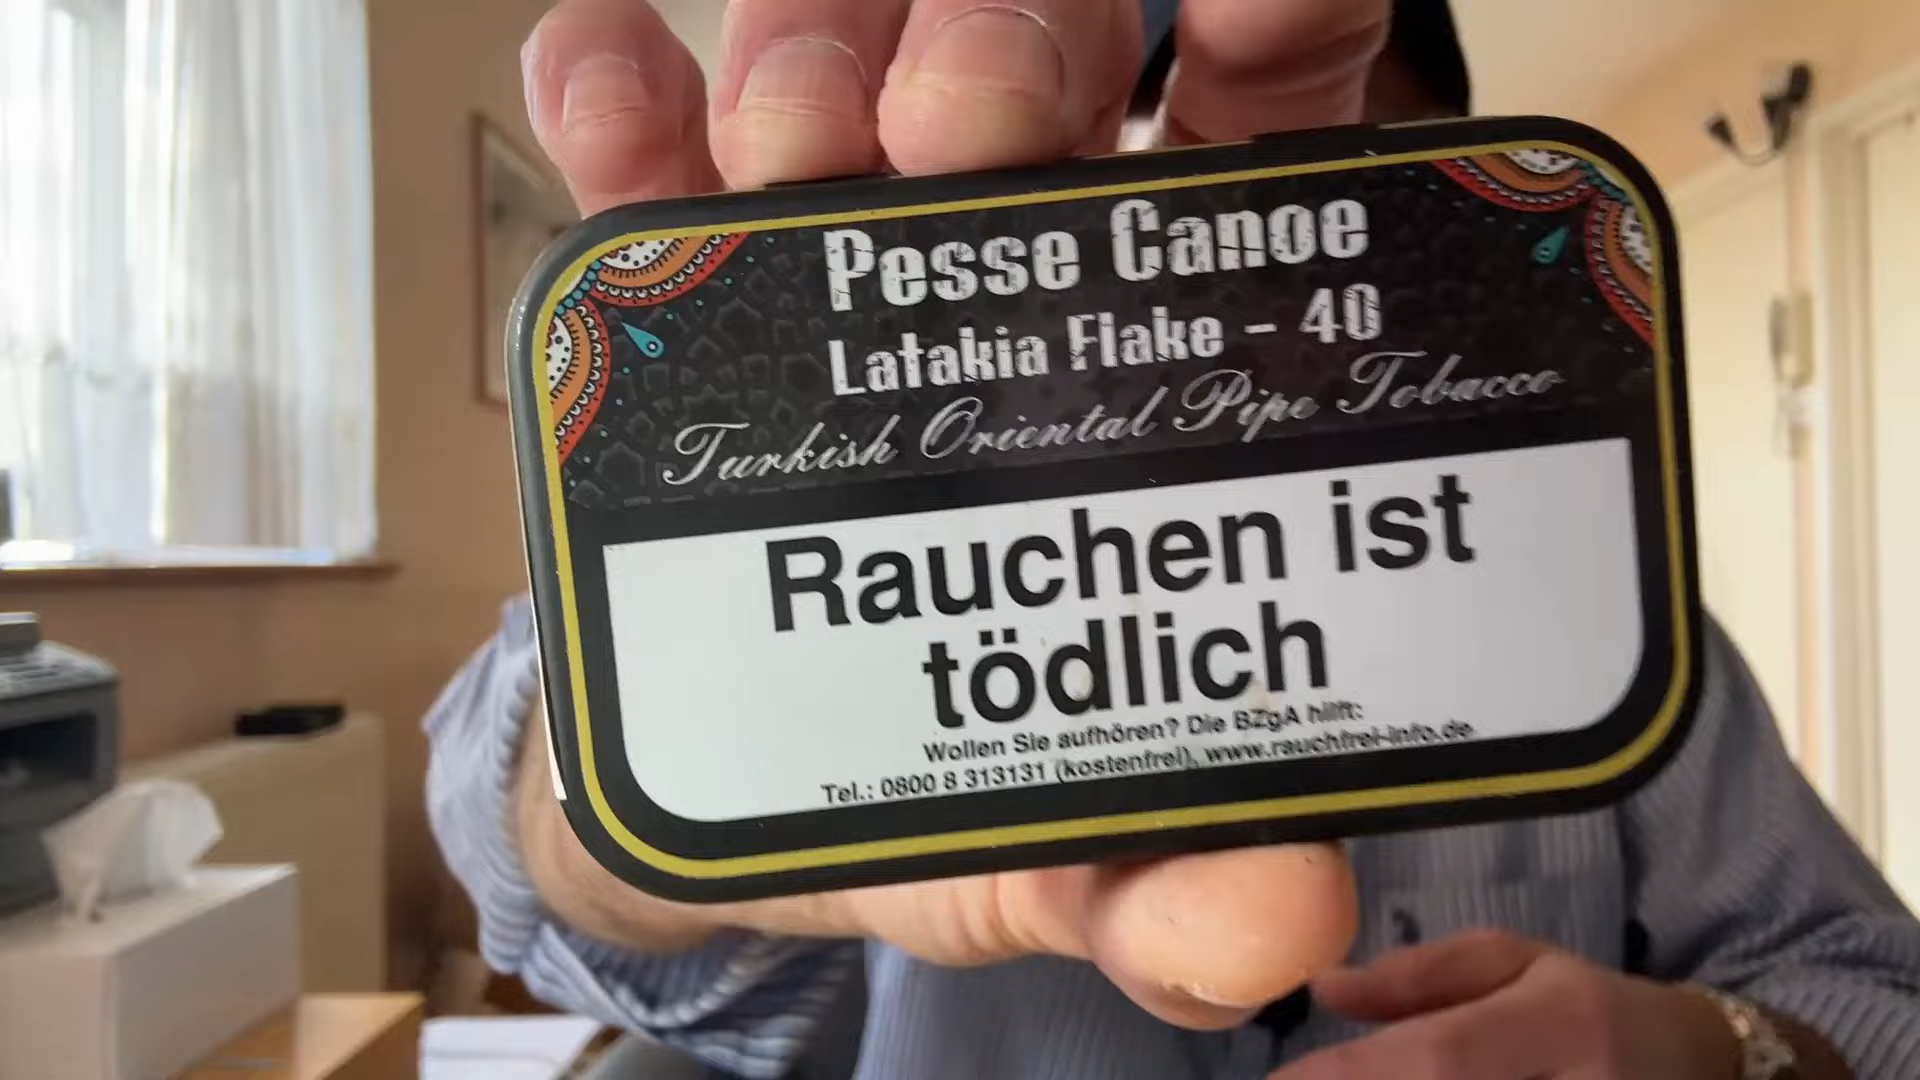 Pesse Canoe
Latakia Flake - 40
Turkish Oriental Pipe Tobacco
Rauchen ist
tödlich
Wollen Sie aufhören? Die BZgA hilft:
Tel.: 0800 8 313131 (kostenfrei), www.rauchfrei-info.de